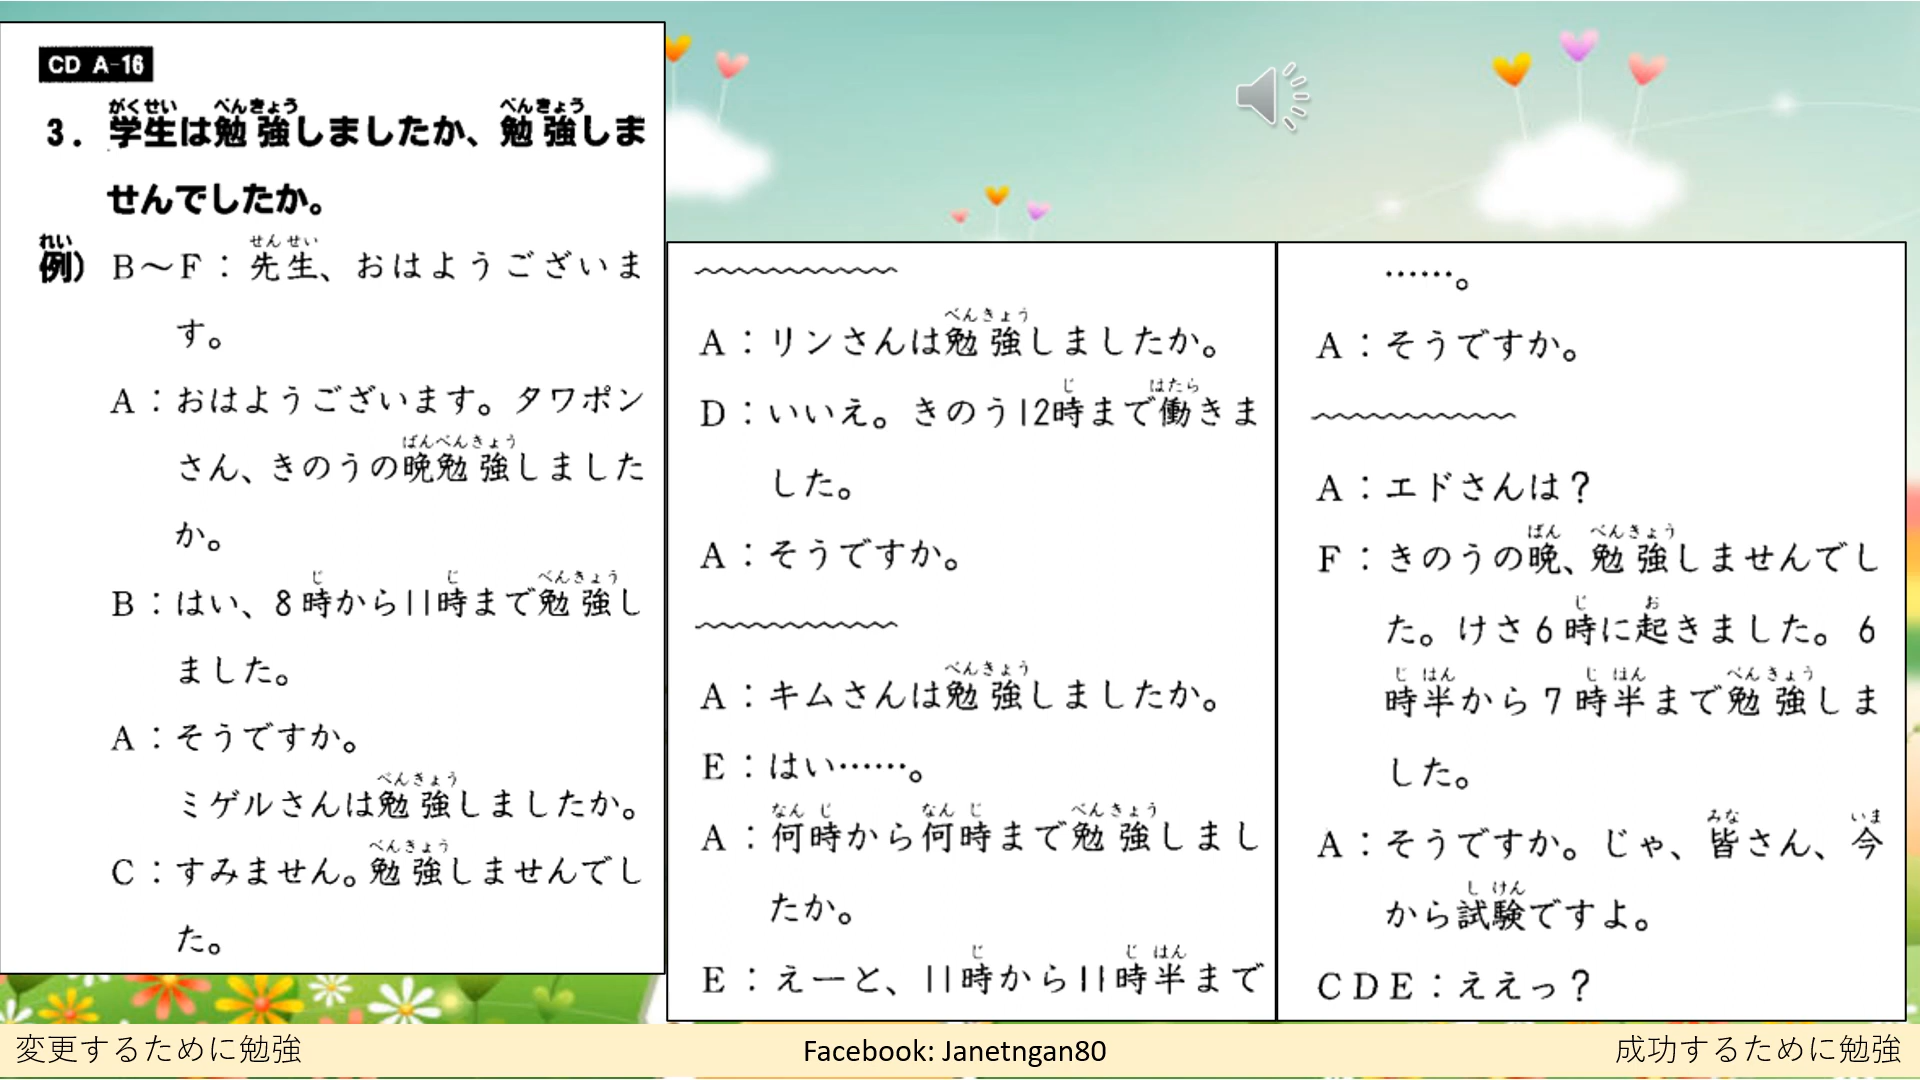 CD A-16
3．学生は勉強しましたか、勉強しま
せんでしたか。
例）B～F：先生、おはようございま
す。
A：おはようございます。タワポン
さん、きのうの晩勉強しました
か。
B：はい、8時から11時まで勉強し
ました。
A：そうですか。
ミゲルさんは勉強しましたか。
C：すみません。勉強しませんでし
た。
A：リンさんは勉強しましたか。
D：いいえ。きのう12時まで働きま
した。
A：そうですか。
A：キムさんは勉強しましたか。
E：はい……。
A：何時から何時まで勉強しまし
たか。
E：えーと、11時から11時半まで
……。
A：そうですか。
A：エドさんは？
F：きのうの晩、勉強しませんでし
た。けさ6時に起きました。6
時半から7時半まで勉強しま
した。
A：そうですか。じゃ、皆さん、今
から試験ですよ。
CDE：ええっ？
変更するために勉強
Facebook: Janetngan80
成功するために勉強